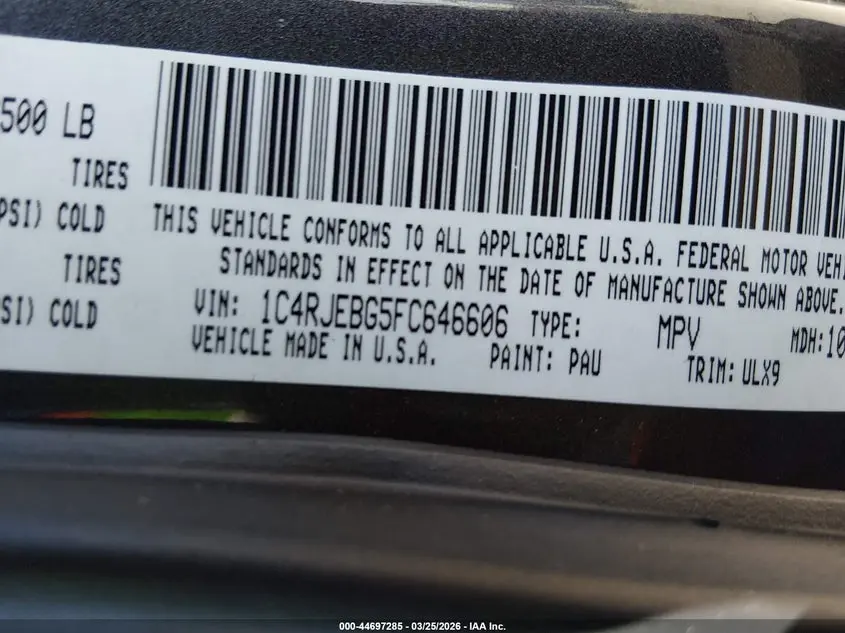 500 LB
TIRES
PSI) COLD
TIRES
SI) COLD
THIS VEHICLE CONFORMS TO ALL APPLICABLE U.S.A. FEDERAL MOTOR VEHI
STANDARDS IN EFFECT ON THE DATE OF MANUFACTURE SHOWN ABOVE.
VIN: 1C4RJEBG5FC646606 TYPE: MPV MDH: 10
VEHICLE MADE IN U.S.A. PAINT: PAU TRIM: ULX9
000-44697285 - 03/25/2026 - IAA Inc.